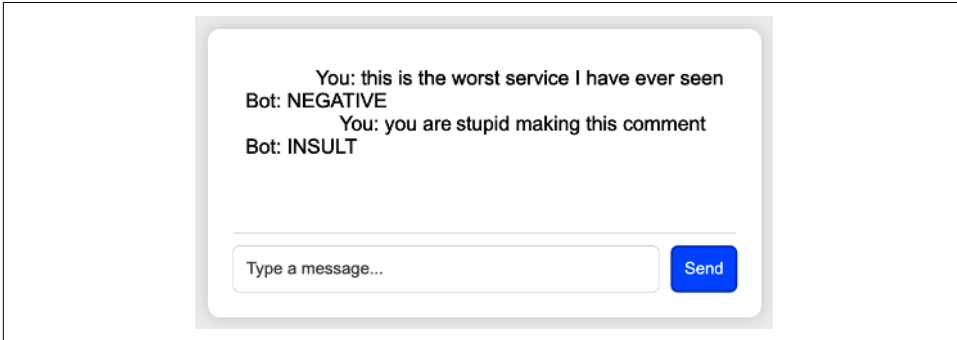 You: this is the worst service I have ever seen
Bot: NEGATIVE
You: you are stupid making this comment
Bot: INSULT
Type a message...
Send